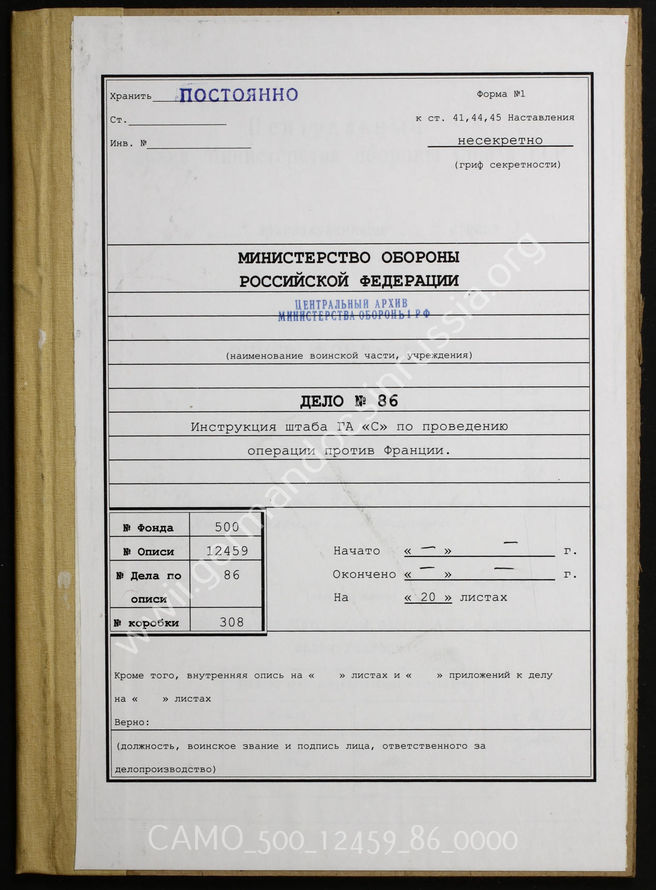 Хранить ПОСТОЯННО
Форма №1
Ст.
к ст. 41,44,45 Наставления
Инв. №
несекретно
(гриф секретности)
МИНИСТЕРСТВО ОБОРОНЫ
РОССИЙСКОЙ ФЕДЕРАЦИИ
ЦЕНТРАЛЬНЫЙ АРХИВ
МИНИСТЕРСТВА ОБОРОНЫ РФ
(наименование воинской части, учреждения)
ДЕЛО № 86
Инструкция штаба ГА «С» по проведению
операции против Франции.
№ Фонда 500
№ Описи 12459
№ Дела по 86
описи
№ коробки 308
Начато « — » — г.
Окончено « — » — г.
На « 20 » листах
Кроме того, внутренняя опись на « » листах и « » приложений к делу
на « » листах
Верно:
(должность, воинское звание и подпись лица, ответственного за
делопроизводство)
www.germandocsinrussia.org
CAMO_500_12459_86_0000